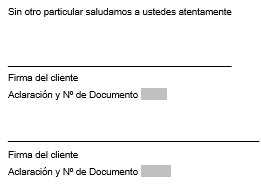 Sin otro particular saludamos a ustedes atentamente
Firma del cliente
Aclaración y Nº de Documento
Firma del cliente
Aclaración y Nº de Documento